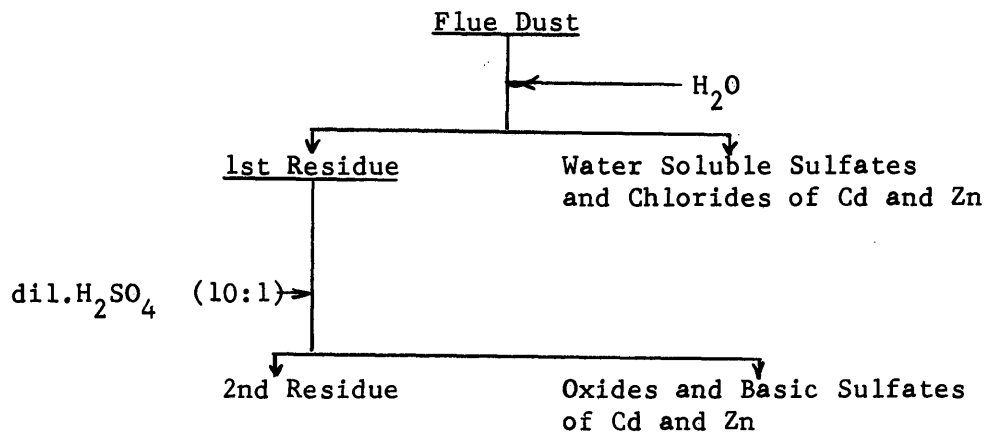 Flue Dust
H2O
1st Residue
Water Soluble Sulfates
and Chlorides of Cd and Zn
dil.H2SO4 (10:1)
2nd Residue
Oxides and Basic Sulfates
of Cd and Zn